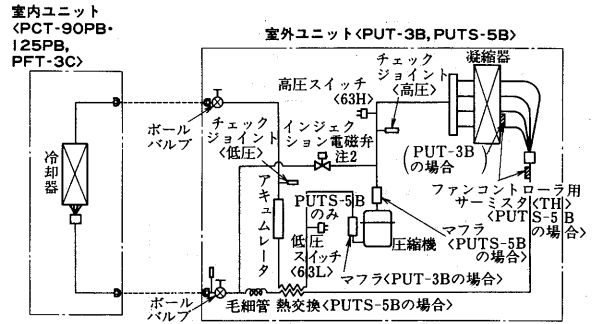 室内ユニット
<PCT-90PB・
125PB,
PFT-3C>
室外ユニット<PUT-3B, PUTS-5B>
凝縮器
チェック
ジョイント
<高圧>
高圧スイッチ
<63H>
ボール
バルブ
チェック
ジョイント
<低圧>
インジェク
ション電磁弁
注2
(PUT-3B
の場合)
冷却器
アキュムレータ
PUTS-5B
のみ
低圧
スイッチ
<63L>
圧縮機
マフラ
<PUTS-5B
の場合>
ファンコントローラ用
サーミスタ<TH>
<PUTS-5B
の場合>
マフラ<PUT-3Bの場合>
ボール
バルブ
毛細管
熱交換<PUTS-5Bの場合>